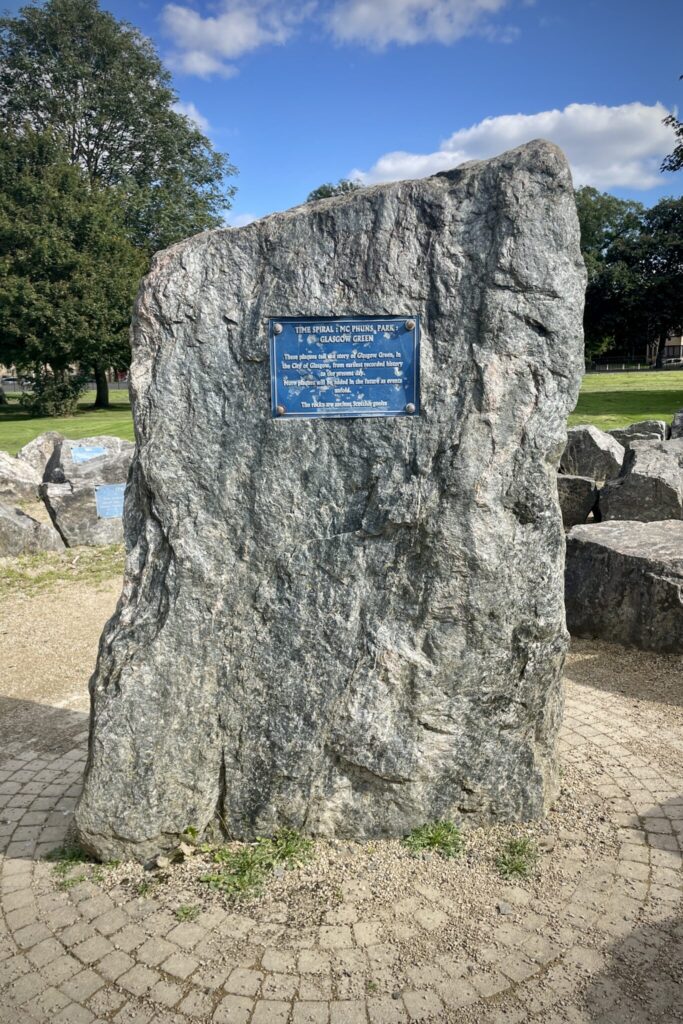 TIME SPIRAL : MC PHUNS PARK :
GLASGOW GREEN
These plaques tell the story of Glasgow Green, in
the City of Glasgow, from earliest recorded history
to the present day.
More plaques will be added in the future as events
unfold.
The rocks are ancient Scottish gneiss